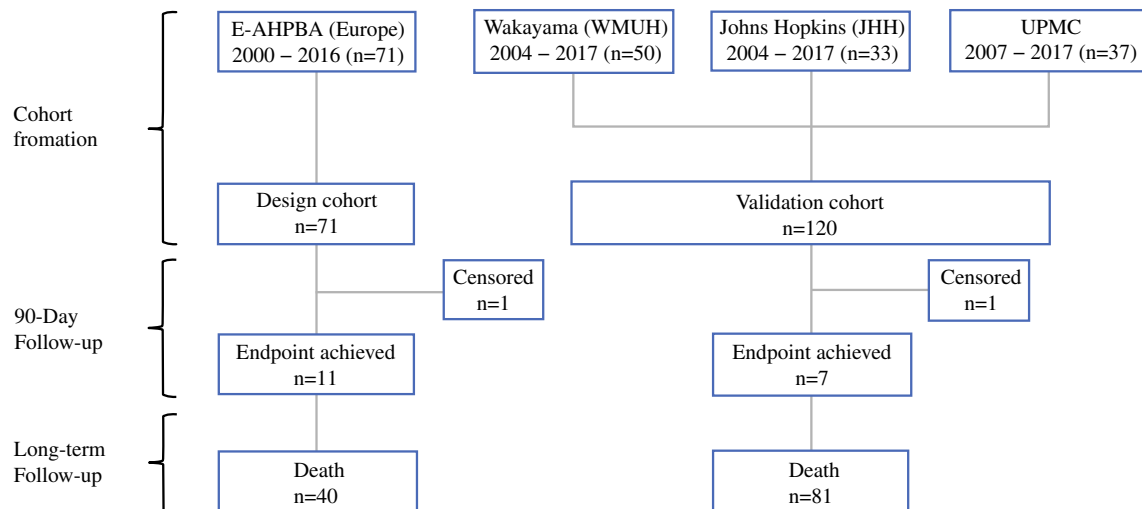 E-AHPBA (Europe)
2000 – 2016 (n=71)
Wakayama (WMUH)
2004 – 2017 (n=50)
Johns Hopkins (JHH)
2004 – 2017 (n=33)
UPMC
2007 – 2017 (n=37)
Cohort
fromation
Design cohort
n=71
Validation cohort
n=120
Censored
n=1
Censored
n=1
90-Day
Follow-up
Endpoint achieved
n=11
Endpoint achieved
n=7
Long-term
Follow-up
Death
n=40
Death
n=81